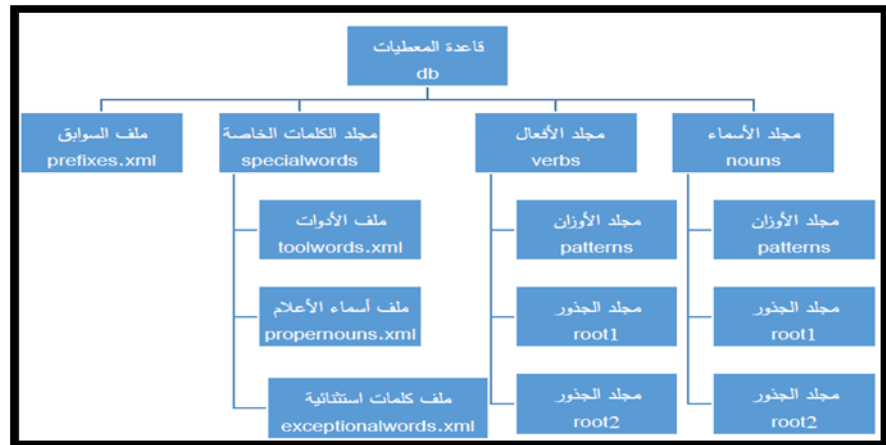 قاعدة المعطيات
db
مجلد الأسماء
nouns
مجلد الأفعال
verbs
مجلد الكلمات الخاصة
specialwords
ملف السوابق
prefixes.xml
مجلد الأوزان
patterns
مجلد الأوزان
patterns
ملف الأدوات
toolwords.xml
مجلد الجذور
root1
مجلد الجذور
root1
ملف أسماء الأعلام
propernouns.xml
مجلد الجذور
root2
مجلد الجذور
root2
ملف كلمات استثنائية
exceptionalwords.xml